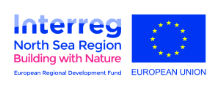 Interreg
North Sea Region
Building with Nature
European Regional Development Fund
EUROPEAN UNION